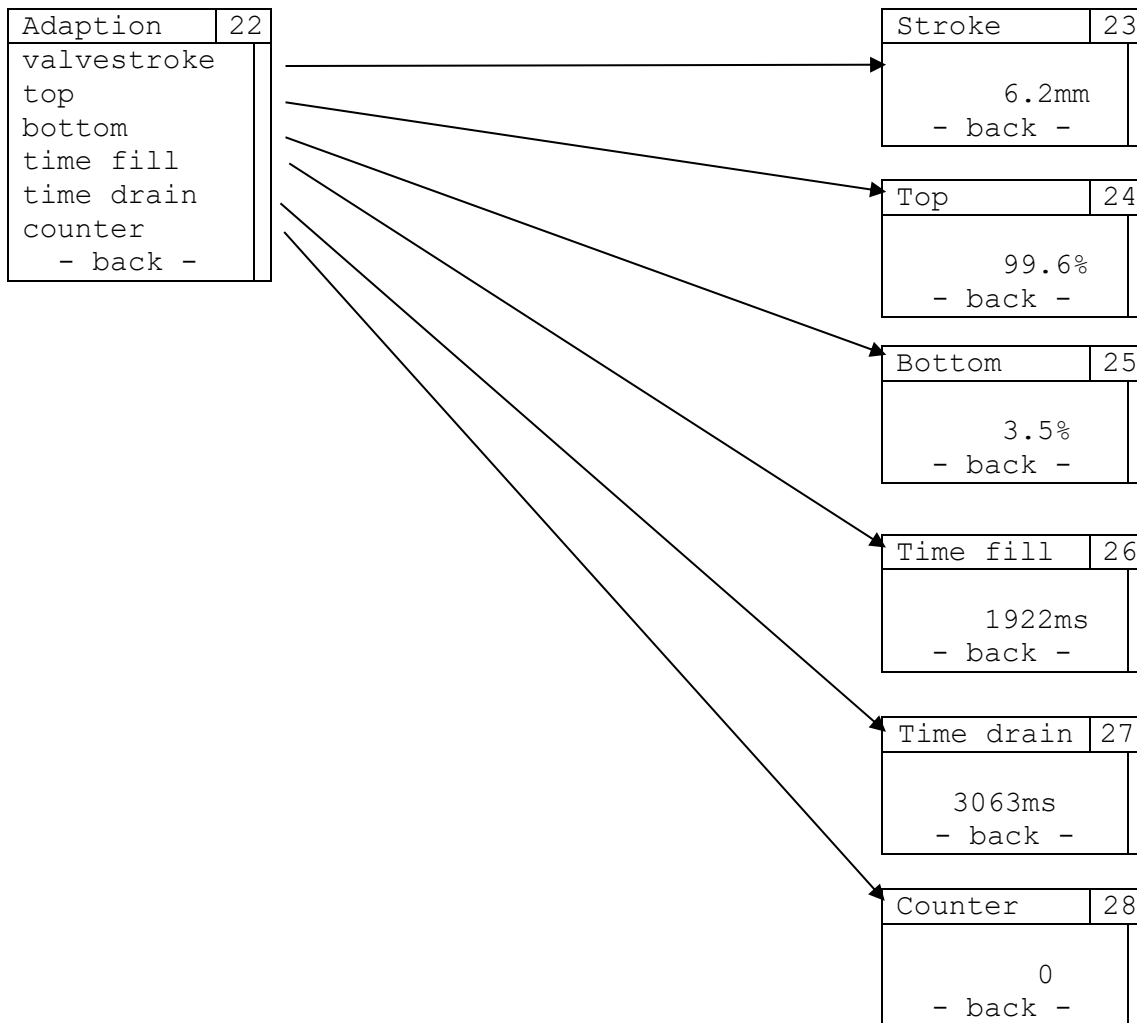 Adaption 22
valvestroke
top
bottom
time fill
time drain
counter
- back -
Stroke 23
6.2mm
- back -
Top 24
99.6%
- back -
Bottom 25
3.5%
- back -
Time fill 26
1922ms
- back -
Time drain 27
3063ms
- back -
Counter 28
0
- back -